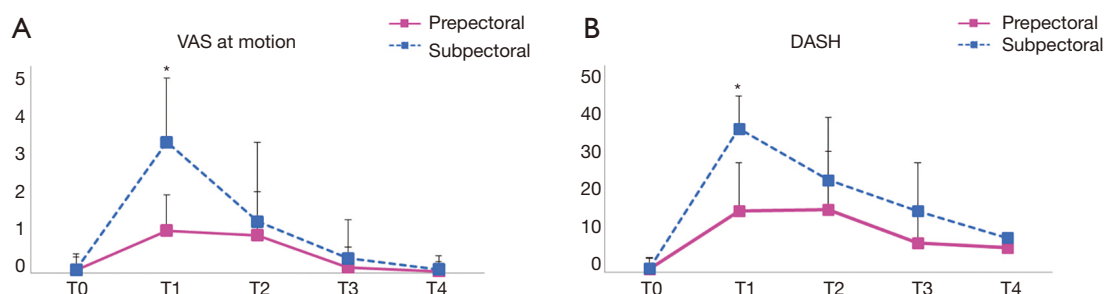 A
VAS at motion
Prepectoral
Subpectoral
5
4
3
2
1
0
*
T0 T1 T2 T3 T4
B
DASH
Prepectoral
Subpectoral
50
40
30
20
10
0
*
T0 T1 T2 T3 T4